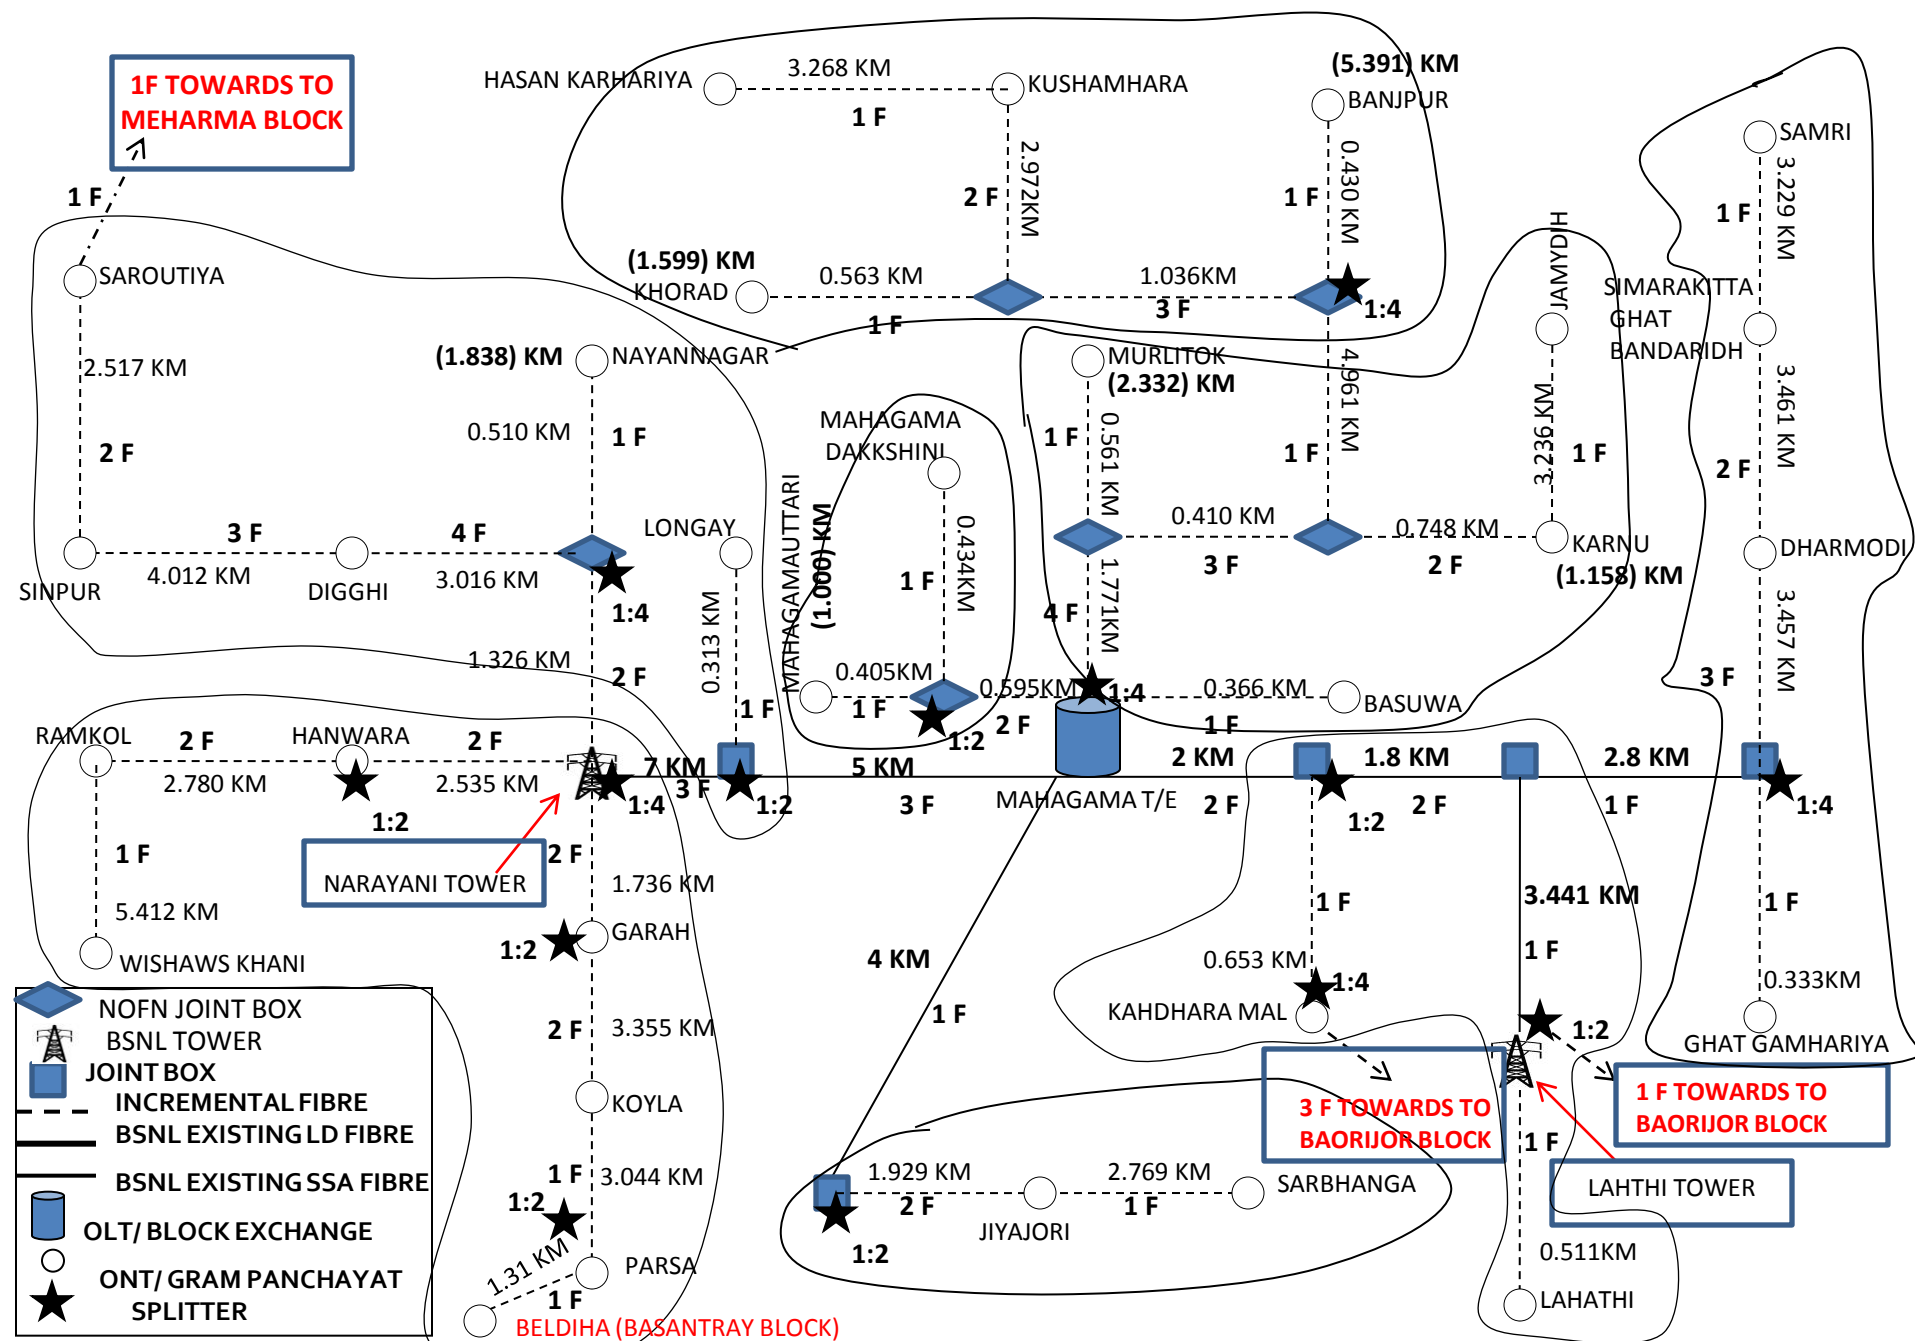 1F TOWARDS TO
MEHARMA BLOCK
1 F
SAROUTIYA
2.517 KM
2 F
SINPUR
3 F
4.012 KM
DIGGHI
4 F
3.016 KM
HASAN KARHARIYA
3.268 KM
1 F
KUSHAMHARA
2.972KM
2 F
(5.391) KM
BANJPUR
0.430 KM
1 F
(1.599) KM
KHORAD
0.563 KM
1 F
1.036KM
3 F
1:4
4.961 KM
1 F
(1.838) KM
NAYANNAGAR
0.510 KM
1 F
1:4
1.326 KM
2 F
LONGAY
0.313 KM
1 F
MAHAGAMA
DAKKSHINI
0.434KM
1 F
MAHAGAMAUTTARI
(1.000) KM
0.405KM
1 F
0.595KM
2 F
1:2
MURLITOK
(2.332) KM
0.561 KM
1 F
0.410 KM
3 F
1.771KM
4 F
1:4
0.366 KM
1 F
BASUWA
0.748 KM
2 F
KARNU
(1.158) KM
JAMYDIH
3.236 KM
1 F
SAMRI
3.229 KM
1 F
SIMARAKITTA
GHAT
BANDARIDH
3.461 KM
2 F
DHARMODI
3.457 KM
3 F
RAMKOL
2 F
2.780 KM
HANWARA
2 F
2.535 KM
1:2
1:4
7 KM
3 F
1:2
5 KM
3 F
MAHAGAMA T/E
2 KM
2 F
1:2
1.8 KM
2 F
2.8 KM
1 F
1:4
1 F
5.412 KM
WISHAWS KHANI
NARAYANI TOWER
2 F
1.736 KM
GARAH
1:2
2 F
3.355 KM
KOYLA
1 F
3.044 KM
1:2
PARSA
1.31 KM
1 F
BELDIHA (BASANTRAY BLOCK)
4 KM
1 F
1:2
1.929 KM
2 F
JIYAJORI
2.769 KM
1 F
SARBHANGA
1 F
0.653 KM
1:4
KAHDHARA MAL
3 F TOWARDS TO
BAORIJOR BLOCK
3.441 KM
1 F
1:2
1 F TOWARDS TO
BAORIJOR BLOCK
1 F
LAHTHI TOWER
0.511KM
LAHATHI
1 F
0.333KM
GHAT GAMHARIYA
NOFN JOINT BOX
BSNL TOWER
JOINT BOX
INCREMENTAL FIBRE
BSNL EXISTING LD FIBRE
BSNL EXISTING SSA FIBRE
OLT/ BLOCK EXCHANGE
ONT/ GRAM PANCHAYAT
SPLITTER